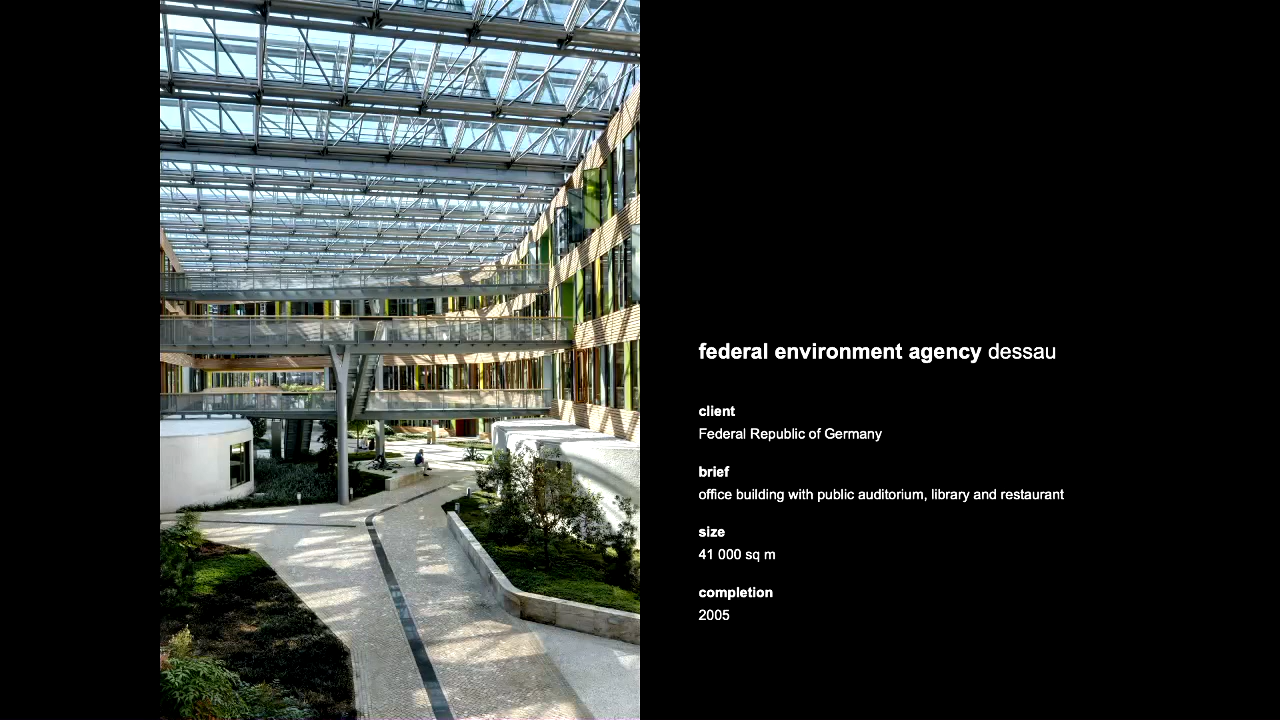 federal environment agency dessau
client
Federal Republic of Germany
brief
office building with public auditorium, library and restaurant
size
41 000 sq m
completion
2005